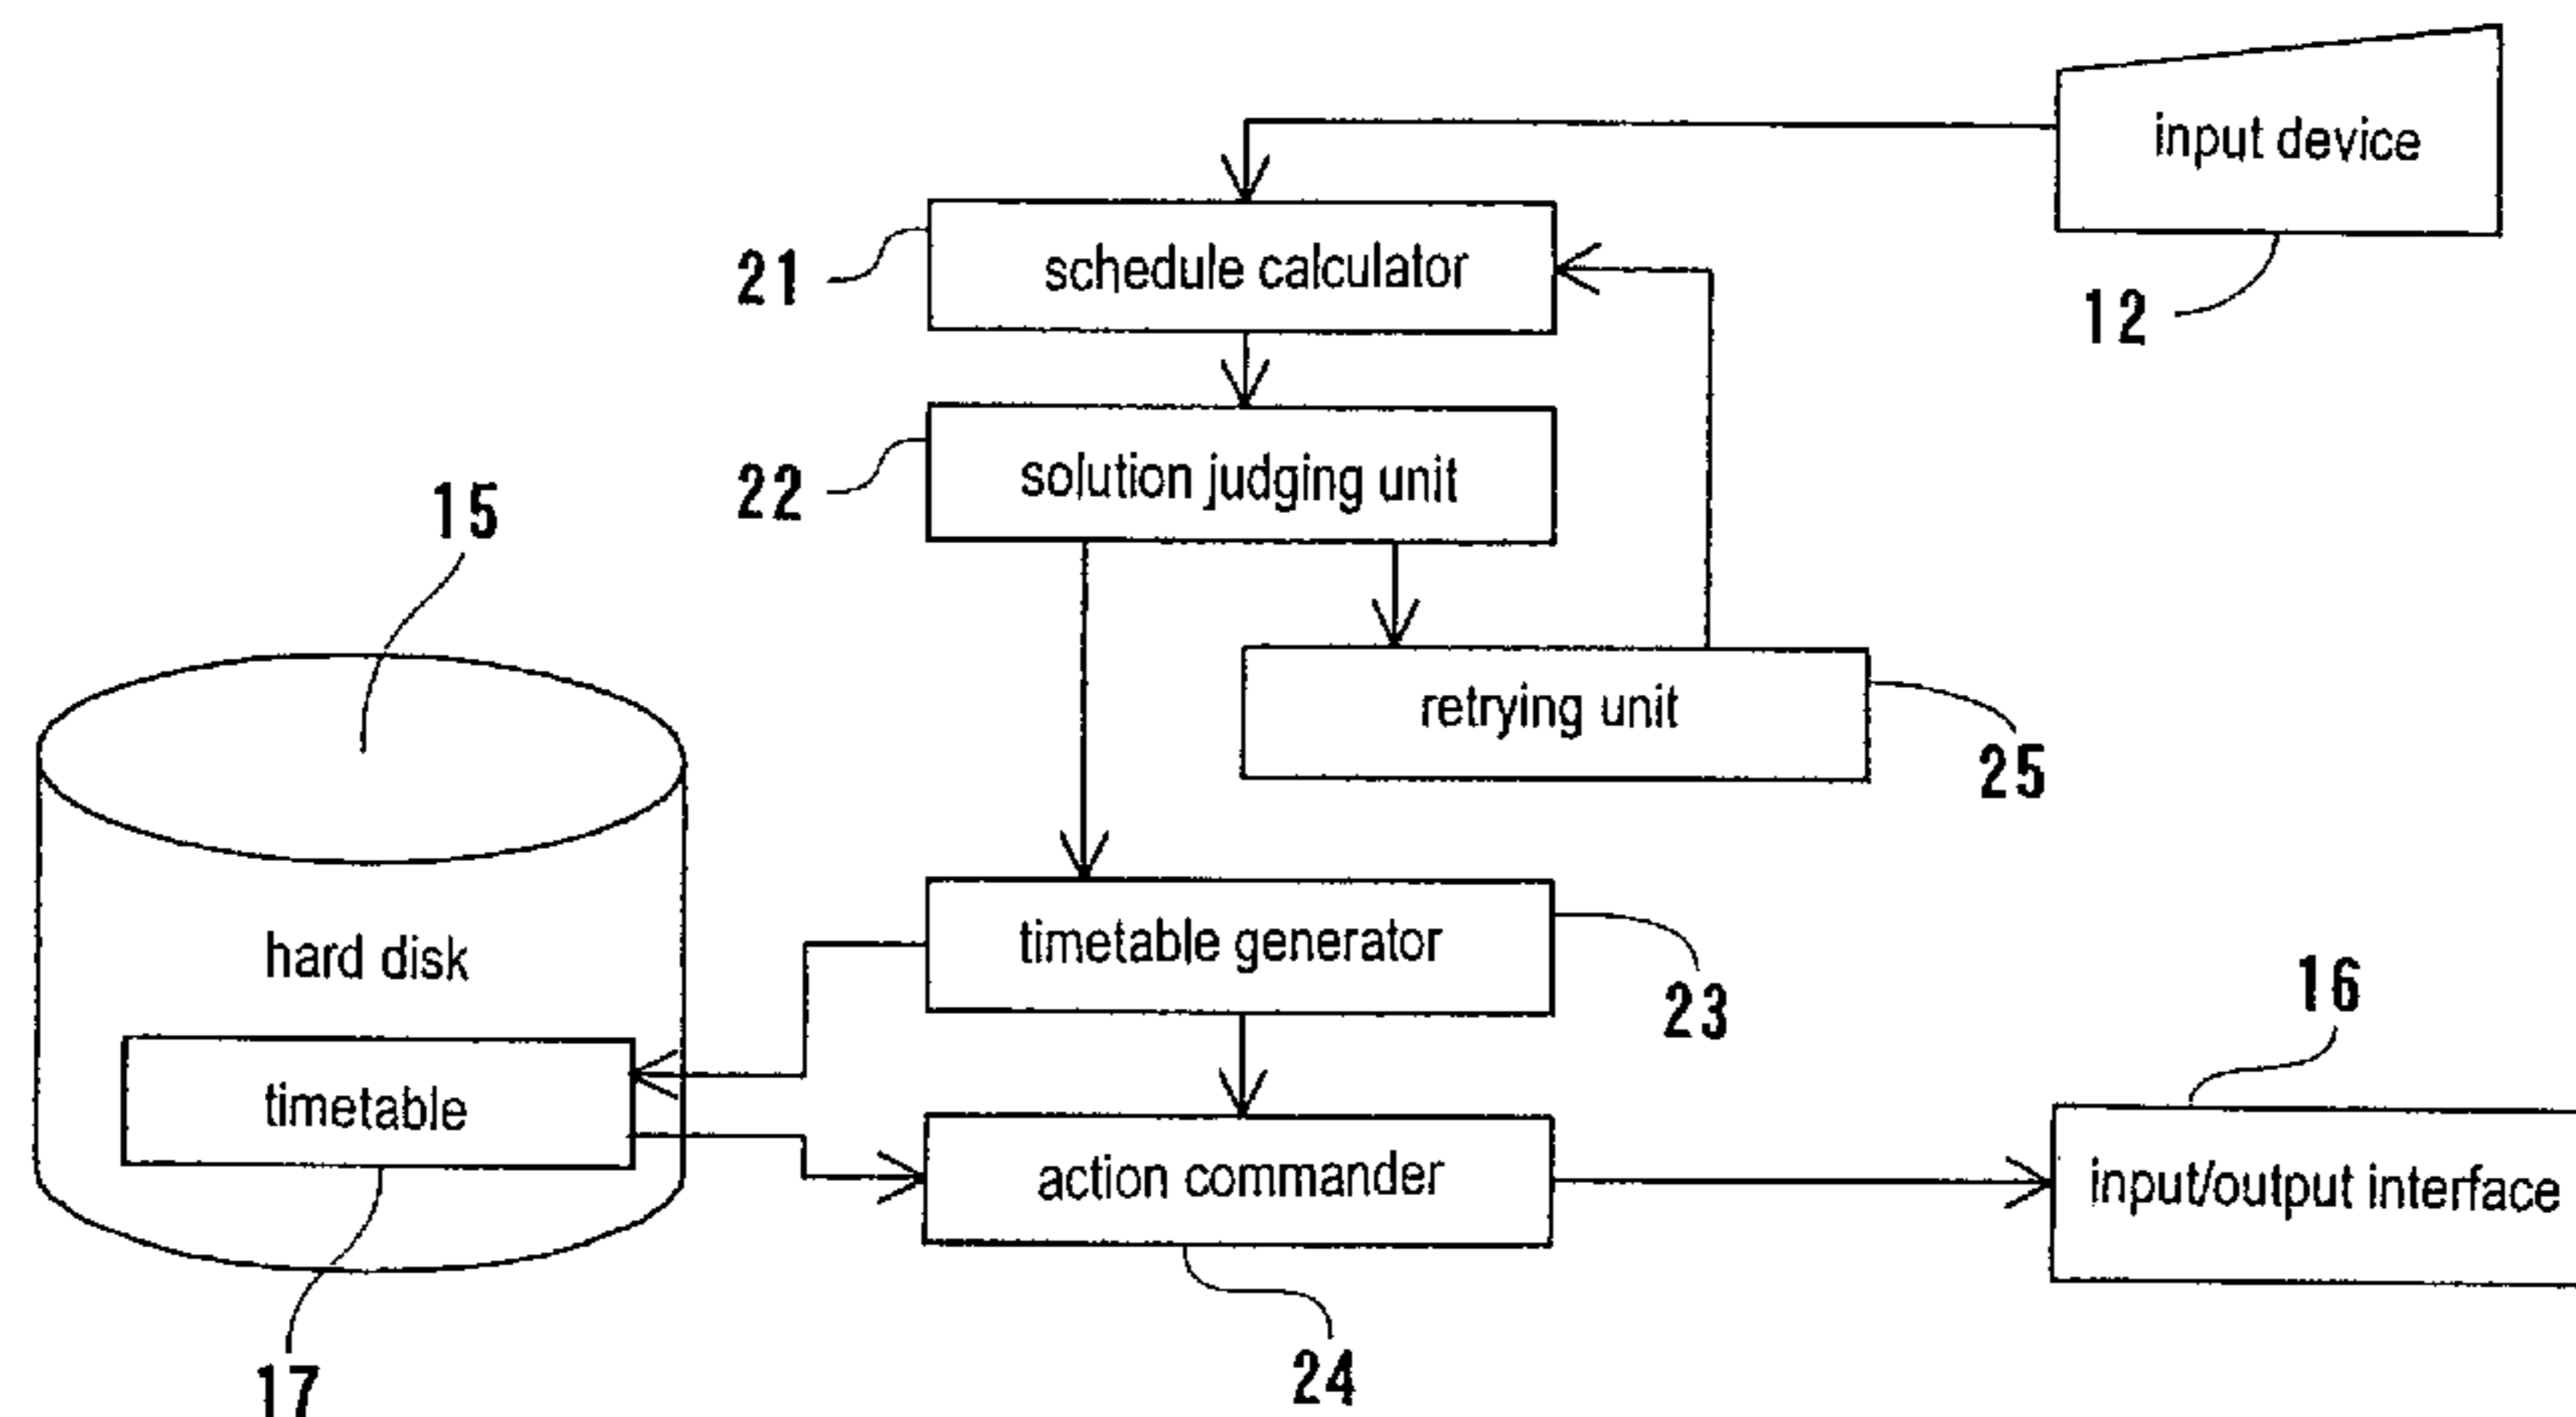 input device
12
21
schedule calculator
22
solution judging unit
15
retrying unit
25
hard disk
timetable generator
23
16
timetable
action commander
input/output interface
17
24